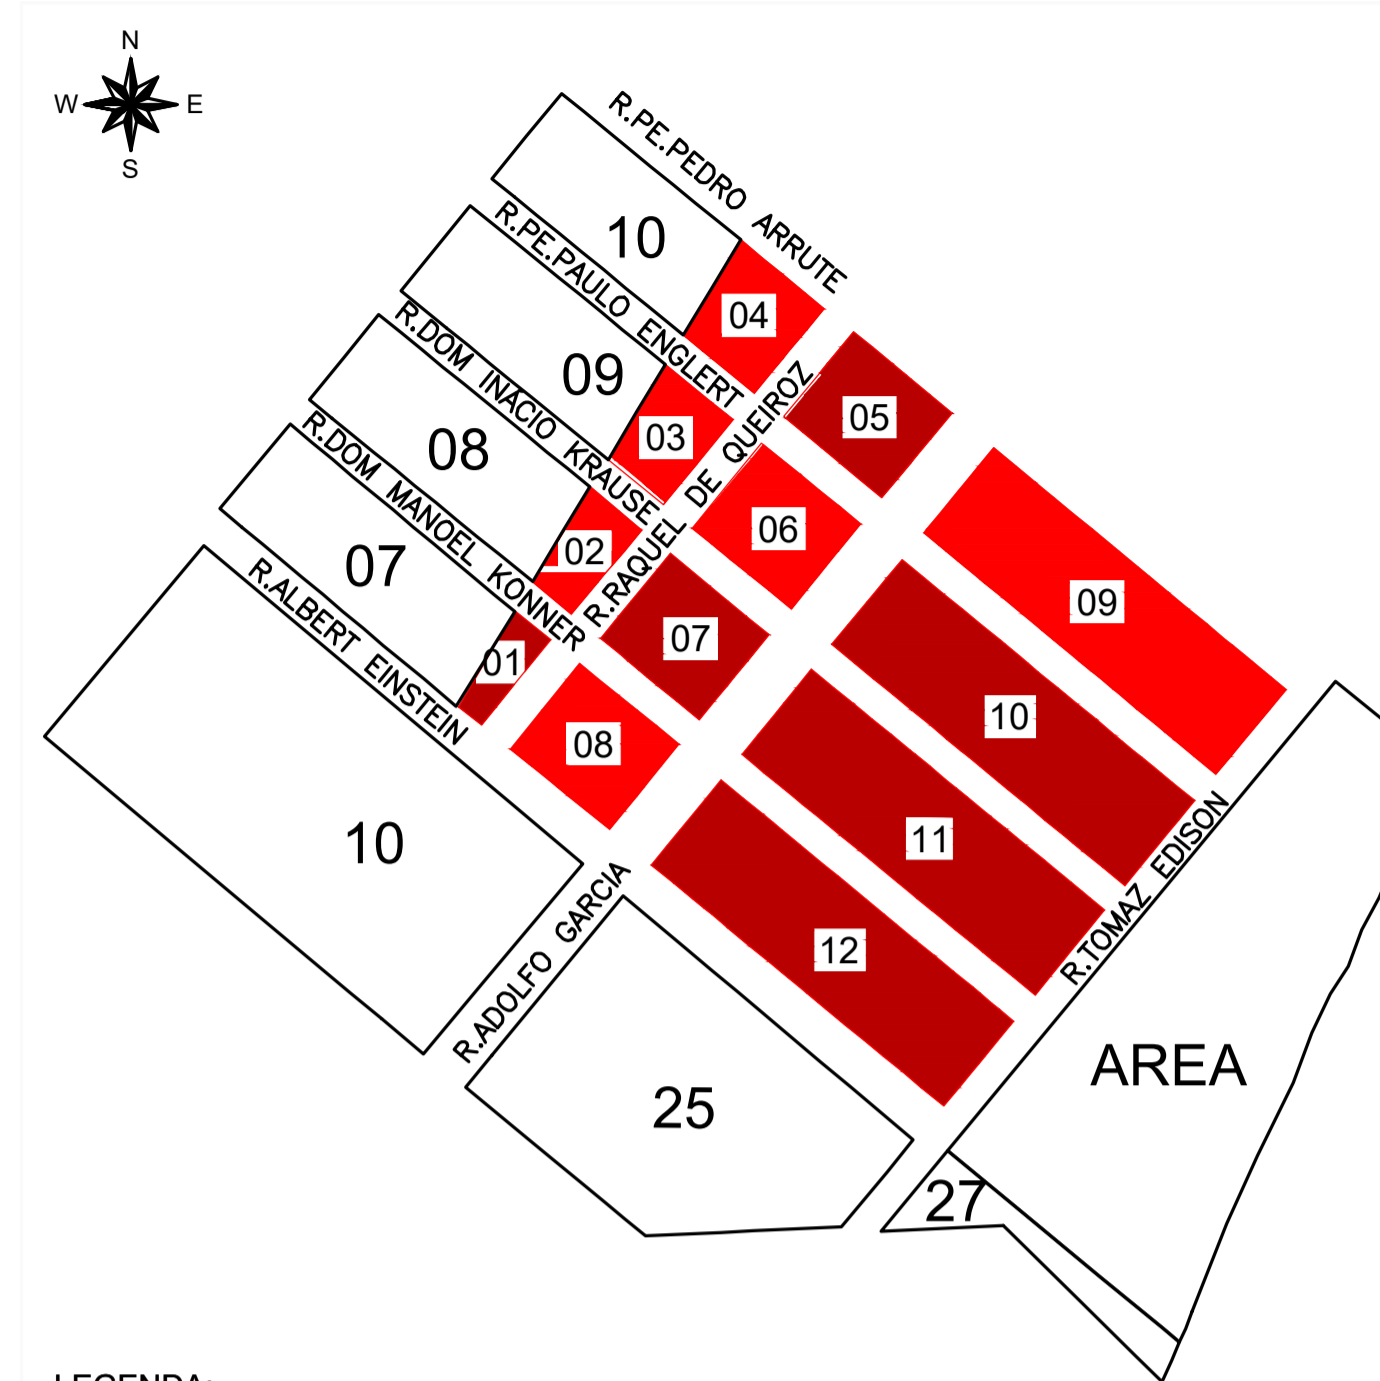 N
W E
S
R.PE.PEDRO ARRUTE
10
R.PE.PAULO ENGLERT
04
09
R.DOM INÁCIO KRAUSE
03
05
08
R.RAQUEL DE QUEIROZ
R.DOM MANOEL KONNER
02
06
09
07
01
07
R.ALBERT EINSTEIN
08
10
10
11
R.TOMAZ EDISON
12
R.ADOLFO GARCIA
AREA
25
27
LEGENDA: